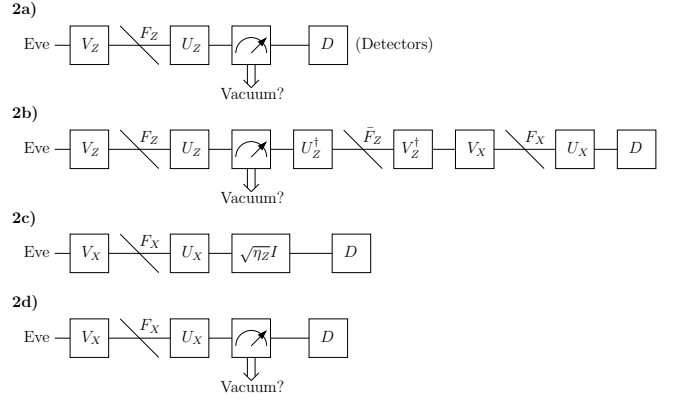 2a)
Eve V_Z F_Z U_Z D (Detectors)
Vacuum?
2b)
Eve V_Z F_Z U_Z U_Z^† F̄_Z V_Z^† V_X F_X U_X D
Vacuum?
2c)
Eve V_X F_X U_X √η_Z I D
2d)
Eve V_X F_X U_X D
Vacuum?